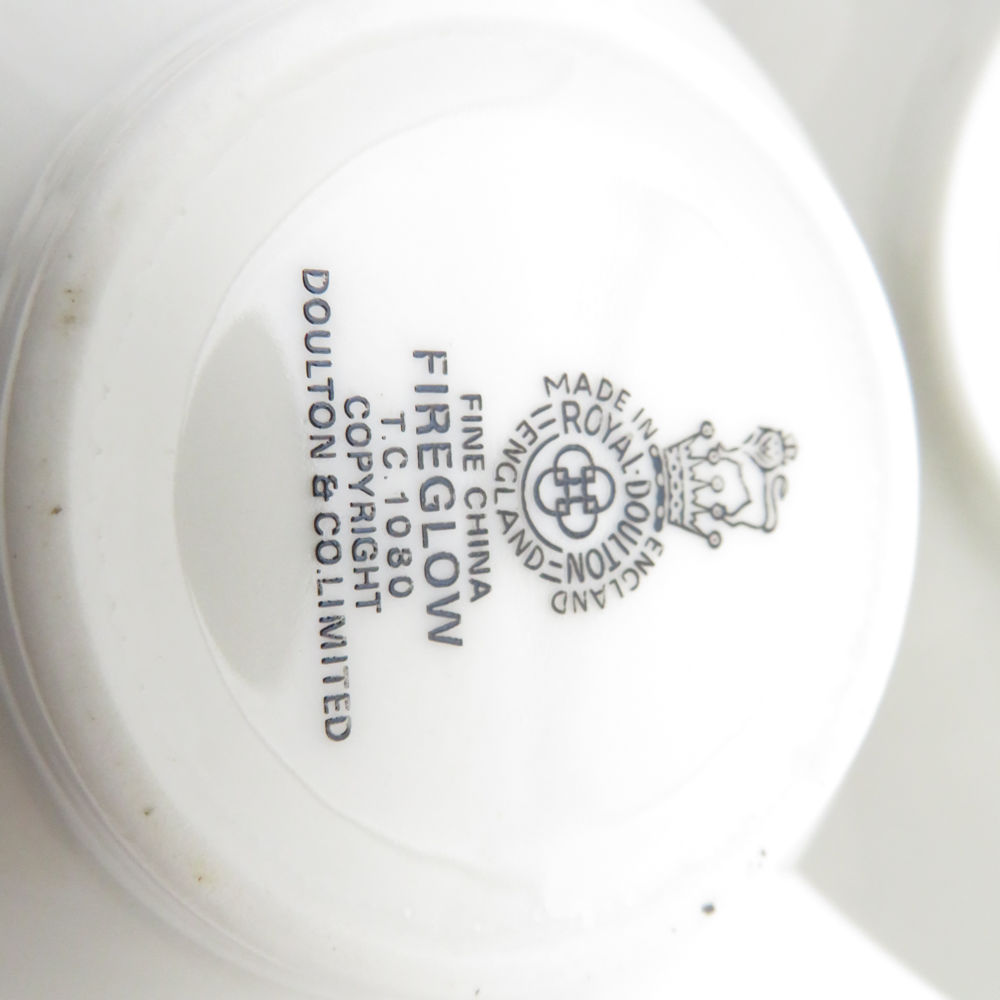 MADE IN ENGLAND
ROYAL·DOULTON
ENGLAND
FINE CHINA
FIREGLOW
T.C.1080
COPYRIGHT
DOULTON & CO.LIMITED